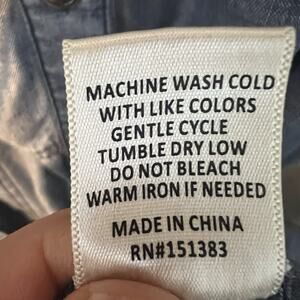 MACHINE WASH COLD
WITH LIKE COLORS
GENTLE CYCLE
TUMBLE DRY LOW
DO NOT BLEACH
WARM IRON IF NEEDED
MADE IN CHINA
RN#151383